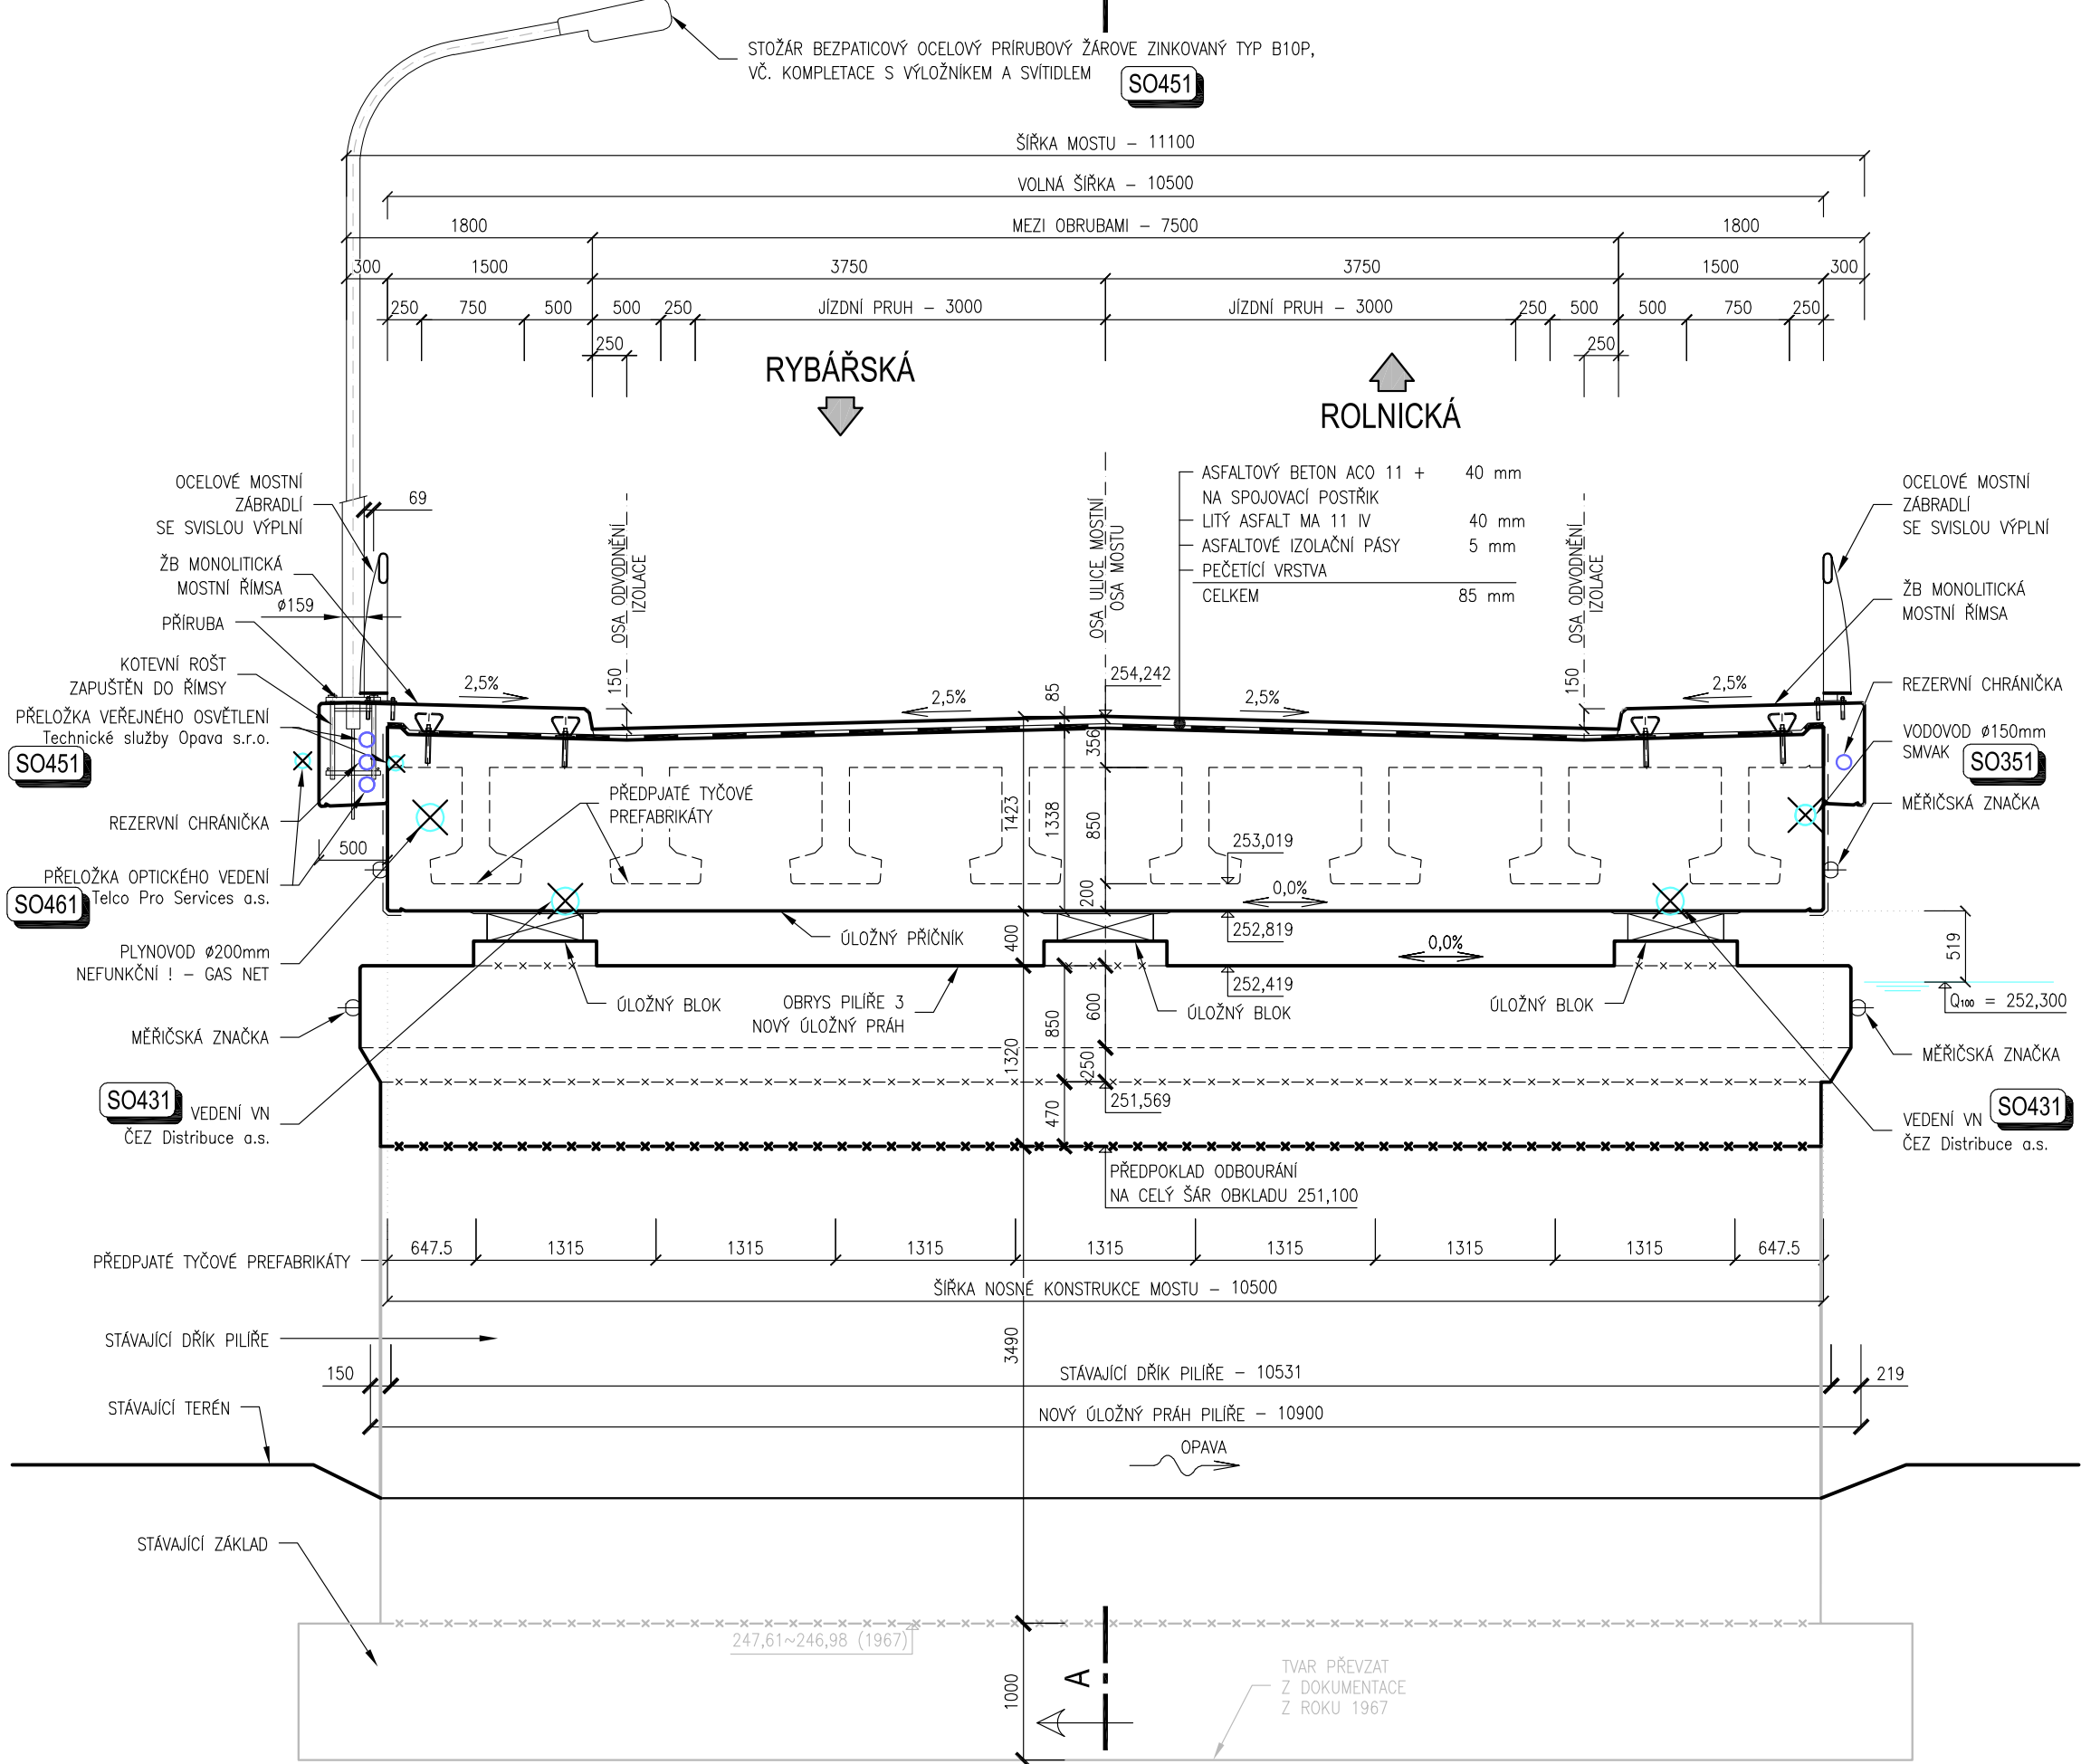 STOŽÁR BEZPATICOVÝ OCELOVÝ PRÍRUBOVÝ ŽÁROVE ZINKOVANÝ TYP B10P,
VČ. KOMPLETACE S VÝLOŽNÍKEM A SVÍTIDLEM
SO451
ŠÍŘKA MOSTU – 11100
VOLNÁ ŠÍŘKA – 10500
1800
MEZI OBRUBAMI – 7500
1800
300
1500
3750
3750
1500
300
250
750
500
500
250
JÍZDNÍ PRUH – 3000
JÍZDNÍ PRUH – 3000
250
500
500
750
250
250
250
RYBÁŘSKÁ
ROLNICKÁ
OCELOVÉ MOSTNÍ
ZÁBRADLÍ
SE SVISLOU VÝPLNÍ
69
ŽB MONOLITICKÁ
MOSTNÍ ŘÍMSA
ø159
PŘÍRUBA
KOTEVNÍ ROŠT
ZAPUŠTĚN DO ŘÍMSY
PŘELOŽKA VEŘEJNÉHO OSVĚTLENÍ
Technické služby Opava s.r.o.
SO451
REZERVNÍ CHRÁNIČKA
500
PŘELOŽKA OPTICKÉHO VEDENÍ
Telco Pro Services a.s.
SO461
PLYNOVOD ø200mm
NEFUNKČNÍ ! – GAS NET
MĚŘIČSKÁ ZNAČKA
SO431
VEDENÍ VN
ČEZ Distribuce a.s.
OSA ODVODNĚNÍ
IZOLACE
150
OSA ULICE MOSTNÍ
OSA MOSTU
ASFALTOVÝ BETON ACO 11 + 40 mm
NA SPOJOVACÍ POSTŘIK
LITÝ ASFALT MA 11 IV 40 mm
ASFALTOVÉ IZOLAČNÍ PÁSY 5 mm
PEČETÍCÍ VRSTVA
CELKEM 85 mm
OSA ODVODNĚNÍ
IZOLACE
150
254,242
2,5%
2,5%
2,5%
2,5%
85
356
1423
1338
850
200
PŘEDPJATÉ TYČOVÉ
PREFABRIKÁTY
253,019
0,0%
252,819
ÚLOŽNÝ PŘÍČNÍK
400
0,0%
252,419
ÚLOŽNÝ BLOK
OBRYS PILÍŘE 3
NOVÝ ÚLOŽNÝ PRÁH
ÚLOŽNÝ BLOK
ÚLOŽNÝ BLOK
600
850
1320
250
470
251,569
PŘEDPOKLAD ODBOURÁNÍ
NA CELÝ ŠÁR OBKLADU 251,100
OCELOVÉ MOSTNÍ
ZÁBRADLÍ
SE SVISLOU VÝPLNÍ
ŽB MONOLITICKÁ
MOSTNÍ ŘÍMSA
REZERVNÍ CHRÁNIČKA
VODOVOD ø150mm
SMVAK
SO351
MĚŘIČSKÁ ZNAČKA
519
Q100 = 252,300
MĚŘIČSKÁ ZNAČKA
VEDENÍ VN
SO431
ČEZ Distribuce a.s.
PŘEDPJATÉ TYČOVÉ PREFABRIKÁTY
647.5
1315
1315
1315
1315
1315
1315
1315
647.5
ŠÍŘKA NOSNÉ KONSTRUKCE MOSTU – 10500
STÁVAJÍCÍ DŘÍK PILÍŘE
3490
150
STÁVAJÍCÍ DŘÍK PILÍŘE – 10531
219
STÁVAJÍCÍ TERÉN
NOVÝ ÚLOŽNÝ PRÁH PILÍŘE – 10900
OPAVA
STÁVAJÍCÍ ZÁKLAD
247,61~246,98 (1967)
1000
A
TVAR PŘEVZAT
Z DOKUMENTACE
Z ROKU 1967